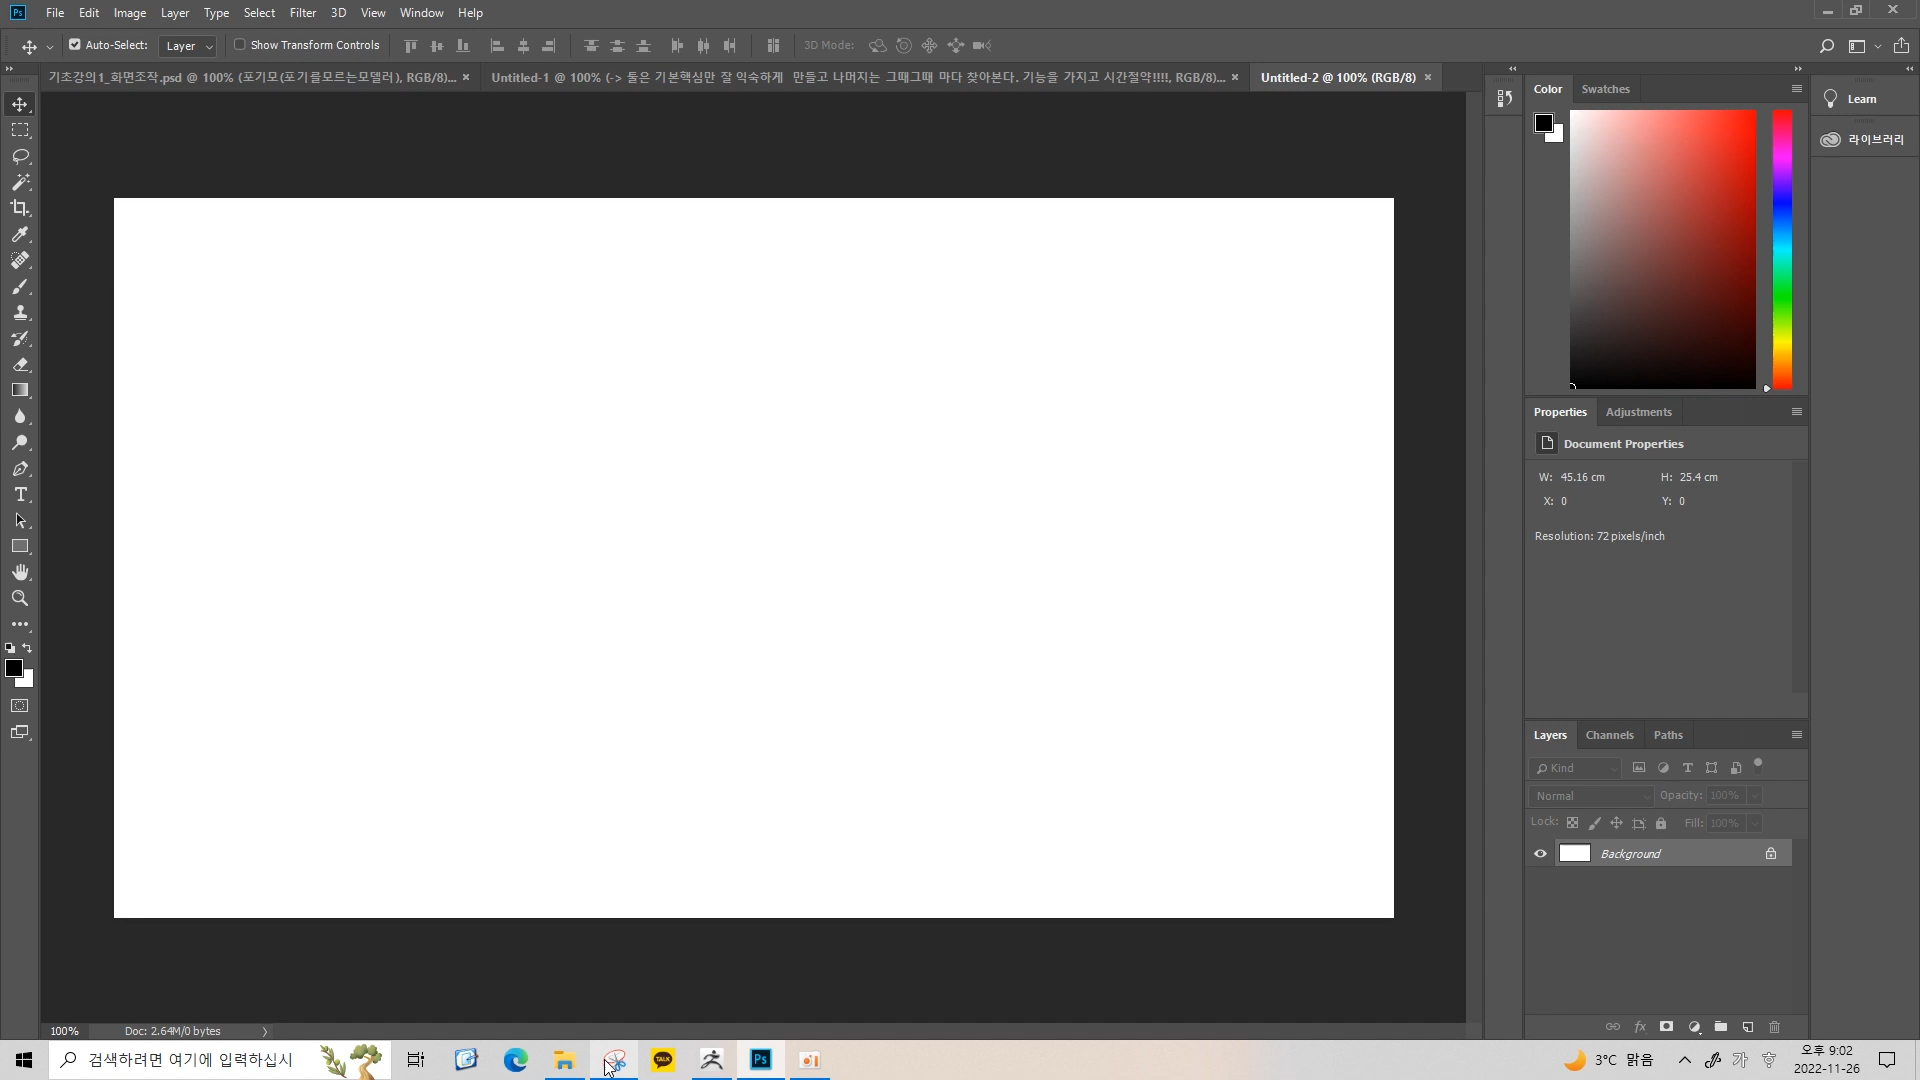 Ps File Edit Image Layer Type Select Filter 3D View Window Help
Auto-Select: Layer Show Transform Controls 3D Mode:
기초강의1_화면조작.psd @ 100% (포기모(포기를모르는모델러), RGB/8)... × Untitled-1 @ 100% (-> 툴은 기본핵심만 잘 익숙하게 만들고 나머지는 그때그때 마다 찾아본다. 기능을 가지고 시간절약!!!!, RGB/8)... × Untitled-2 @ 100% (RGB/8) ×
Color Swatches
Learn
라이브러리
Properties Adjustments
Document Properties
W: 45.16 cm H: 25.4 cm
X: 0 Y: 0
Resolution: 72 pixels/inch
Layers Channels Paths
Kind
Normal Opacity: 100%
Lock: Fill: 100%
Background
fx
100% Doc: 2.64M/0 bytes
검색하려면 여기에 입력하십시
TALK
Ps
3°C 맑음
가
오후 9:02
2022-11-26